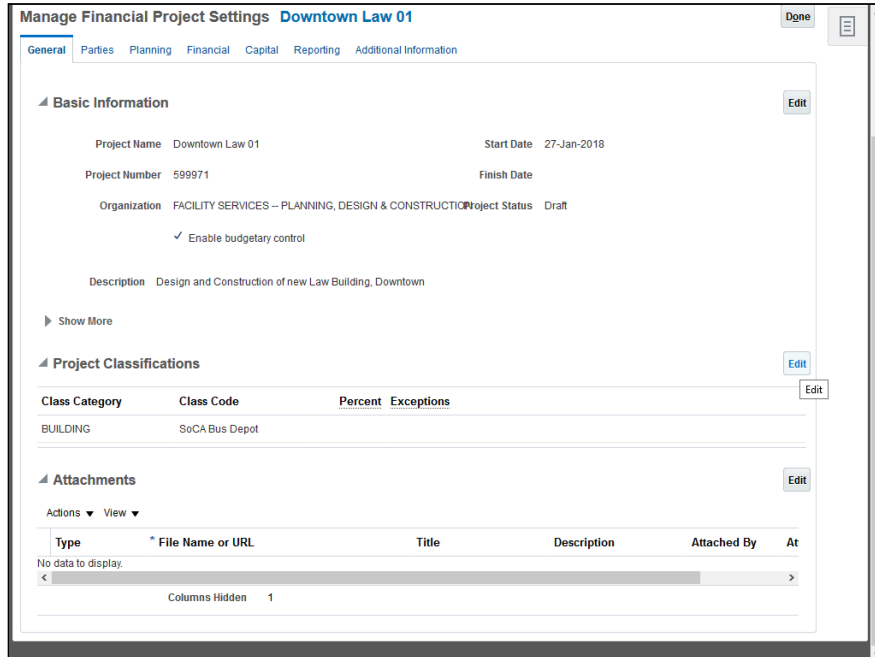 Manage Financial Project Settings Downtown Law 01 Done
General Parties Planning Financial Capital Reporting Additional Information
Basic Information Edit
Project Name Downtown Law 01 Start Date 27-Jan-2018
Project Number 599971 Finish Date
Organization FACILITY SERVICES -- PLANNING, DESIGN & CONSTRUCTION Project Status Draft
✓ Enable budgetary control
Description Design and Construction of new Law Building, Downtown
Show More
Project Classifications Edit
Edit
Class Category Class Code Percent Exceptions
BUILDING SoCA Bus Depot
Attachments Edit
Actions View
Type * File Name or URL Title Description Attached By At
No data to display.
Columns Hidden 1